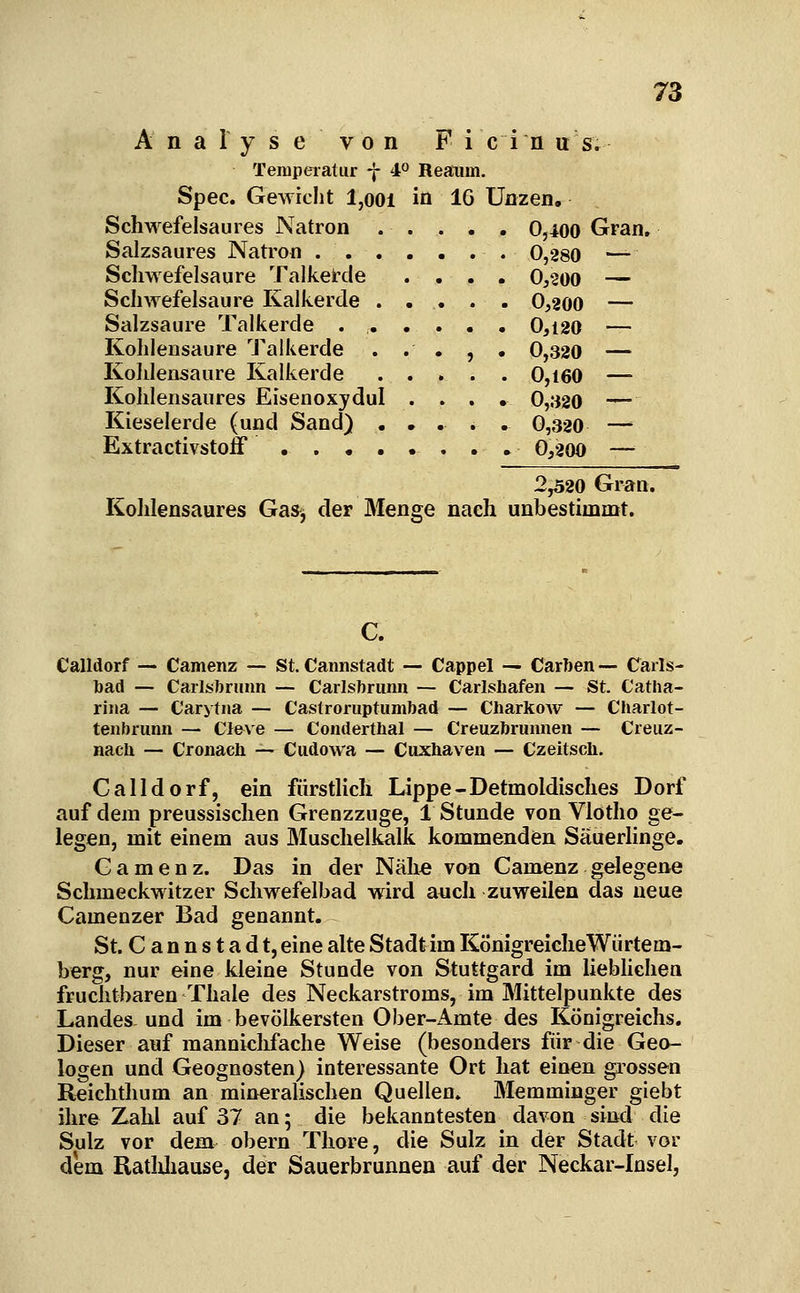 73
Analyse von Ficinus.
Temperatur † 4⁰ Reaum.
Spec. Gewicht 1,001 in 16 Unzen.
Schwefelsaures Natron . . . . . 0,400 Gran.
Salzsaures Natron . . . . . . . 0,280 —
Schwefelsaure Talkerde . . . . 0,200 —
Schwefelsaure Kalkerde . . . . . 0,200 —
Salzsaure Talkerde . . . . . . 0,120 —
Kohlensaure Talkerde . . . , . 0,320 —
Kohlensaure Kalkerde . . . . . 0,160 —
Kohlensaures Eisenoxydul . . . . 0,320 —
Kieselerde (und Sand) . . . . . 0,320 —
Extractivstoff . . . . . . . . 0,200 —
2,520 Gran.
Kohlensaures Gas, der Menge nach unbestimmt.
C.
Calldorf — Camenz — St. Cannstadt — Cappel — Carben — Carls-
bad — Carlsbrunn — Carlsbrunn — Carlshafen — St. Catha-
rina — Carytna — Castroruptumbad — Charkow — Charlot-
tenbrunn — Cleve — Conderthal — Creuzbrunnen — Creuz-
nach — Cronach — Cudowa — Cuxhaven — Czeitsch.
Calldorf, ein fürstlich Lippe-Detmoldisches Dorf
auf dem preussischen Grenzzuge, 1 Stunde von Vlotho ge-
legen, mit einem aus Muschelkalk kommenden Säuerlinge.
Camenz. Das in der Nähe von Camenz gelegene
Schmeckwitzer Schwefelbad wird auch zuweilen das neue
Camenzer Bad genannt.
St. Cannstadt, eine alte Stadt im Königreiche Würtem-
berg, nur eine kleine Stunde von Stuttgard im lieblichen
fruchtbaren Thale des Neckarstroms, im Mittelpunkte des
Landes und im bevölkersten Ober-Amte des Königreichs.
Dieser auf mannichfache Weise (besonders für die Geo-
logen und Geognosten) interessante Ort hat einen grossen
Reichthum an mineralischen Quellen. Memminger giebt
ihre Zahl auf 37 an; die bekanntesten davon sind die
Sulz vor dem obern Thore, die Sulz in der Stadt vor
dem Rathhause, der Sauerbrunnen auf der Neckar-Insel,